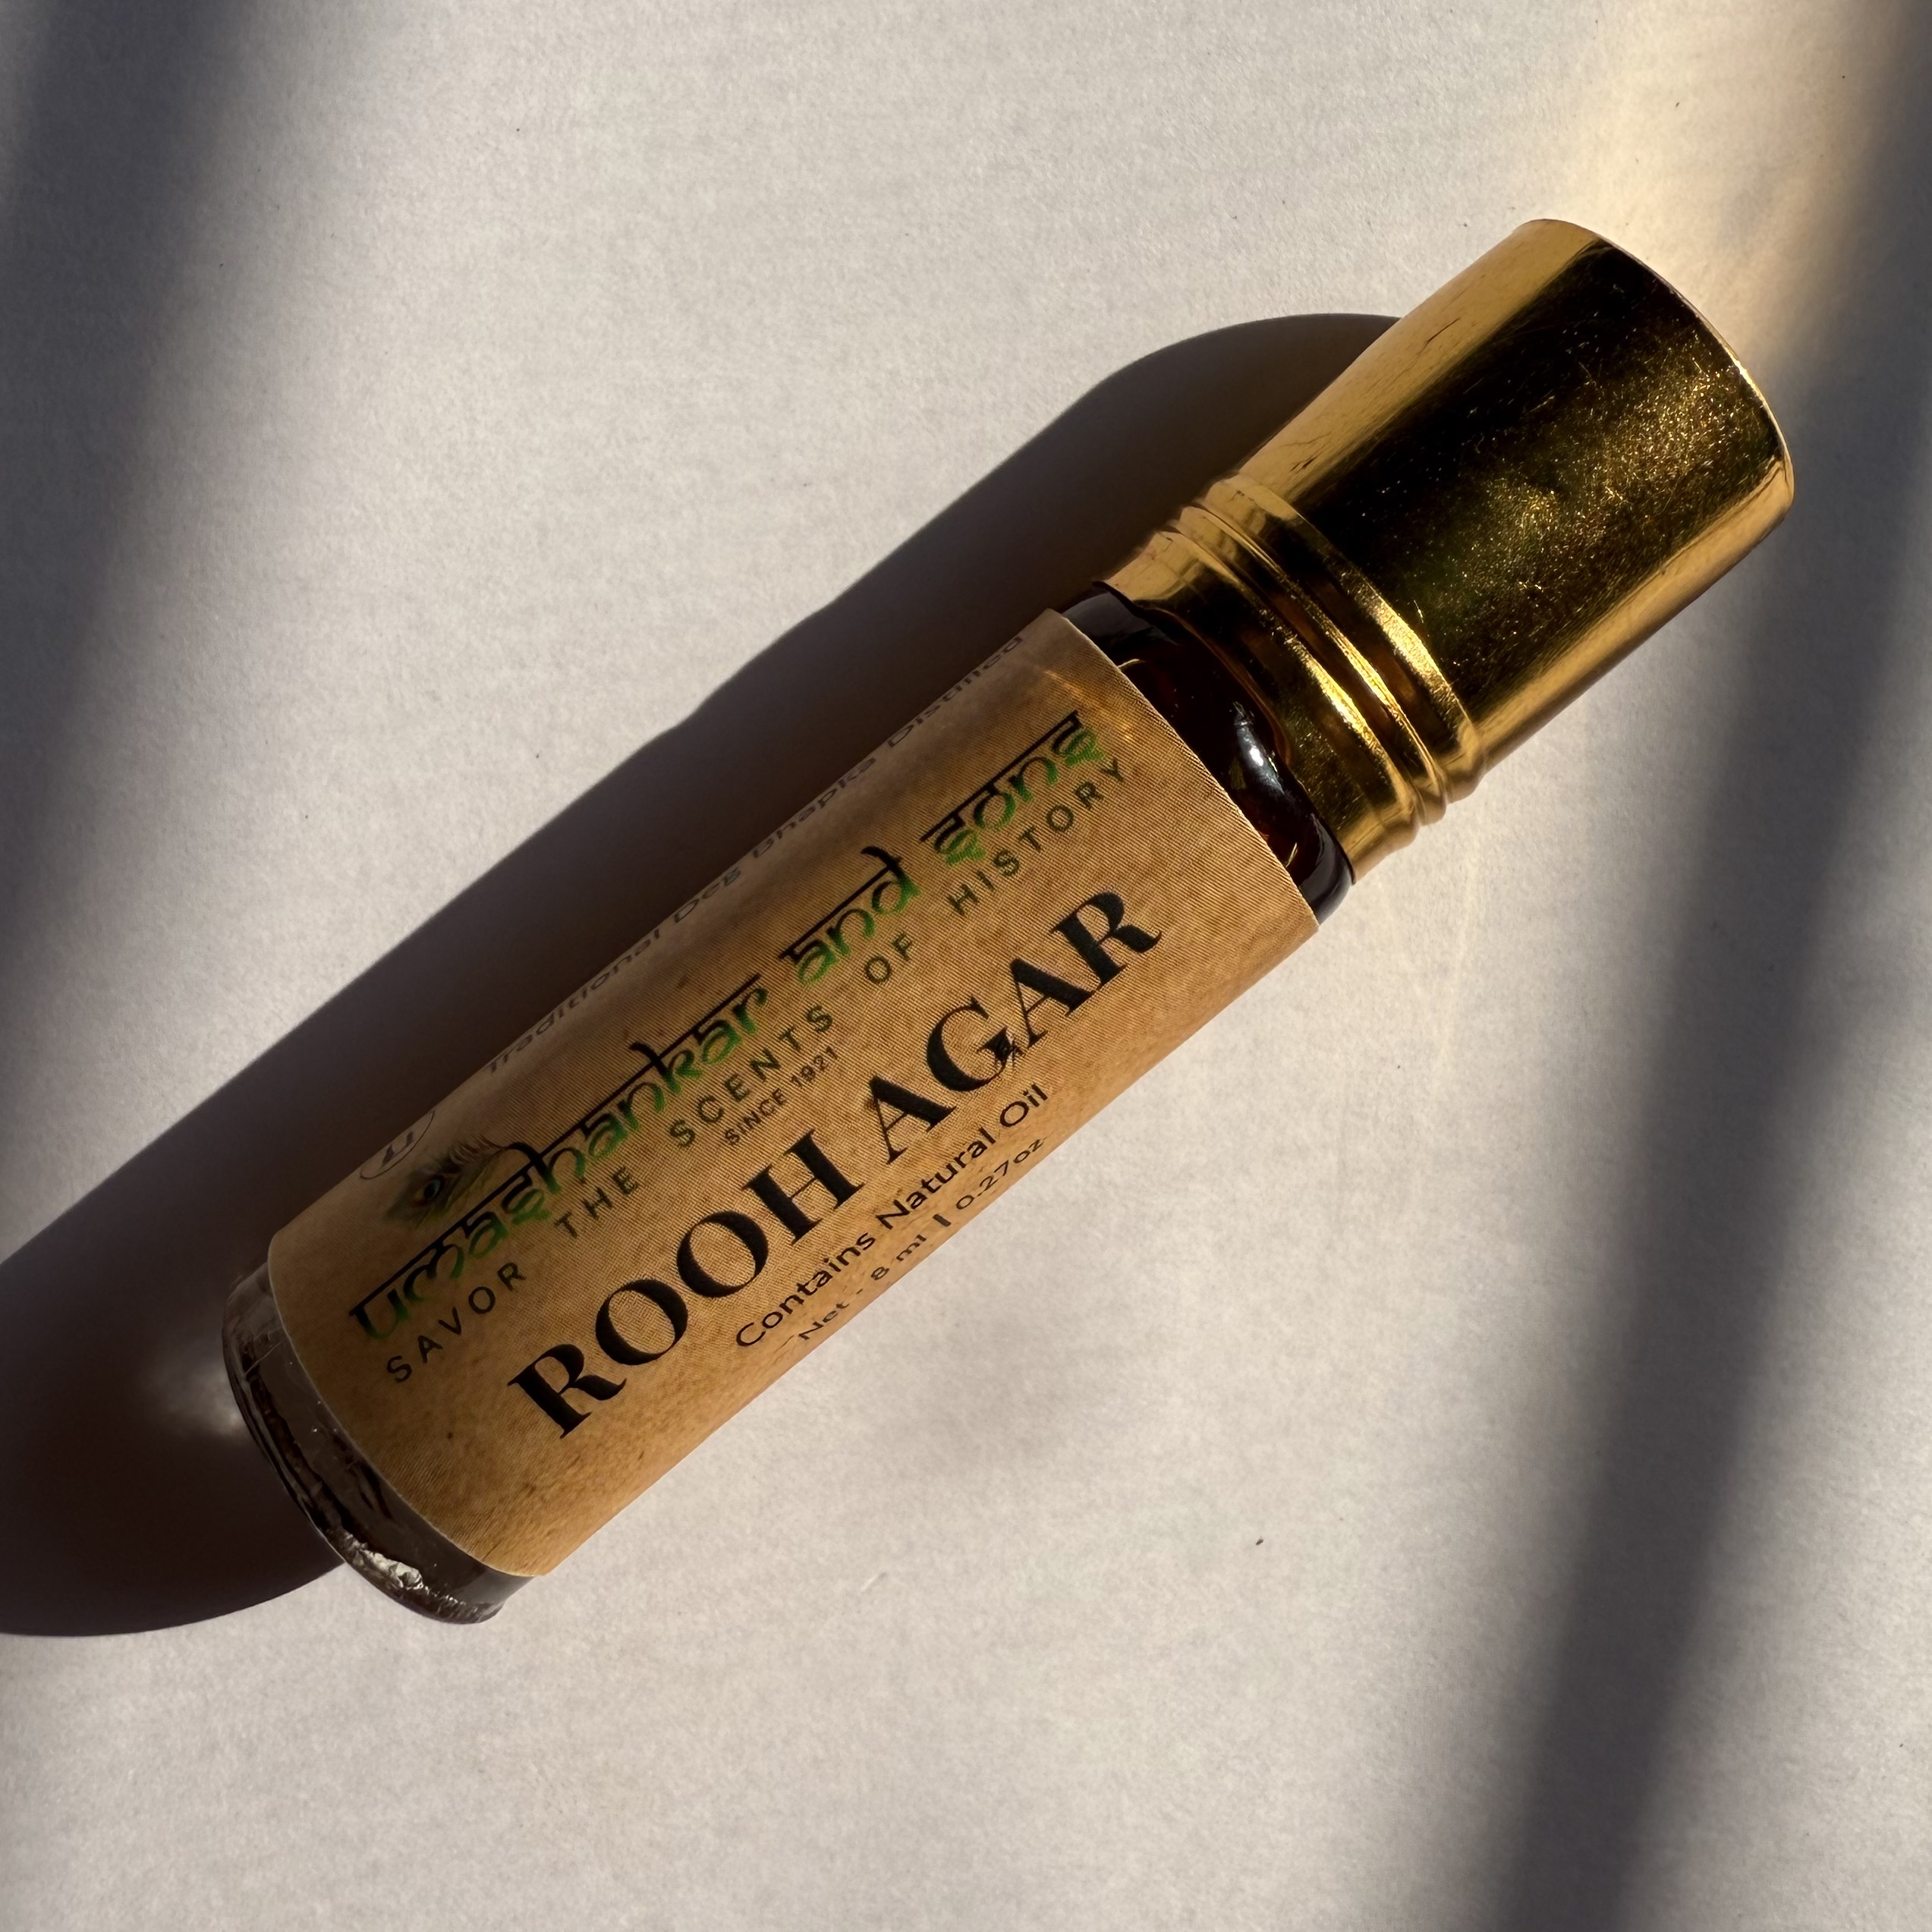 Traditional Deg Bhapka Distilled
umashankar and sons
SAVOR THE SCENTS OF HISTORY
SINCE 1921
ROOH AGAR
Contains Natural Oil
Net - 8 ml | 0.27oz